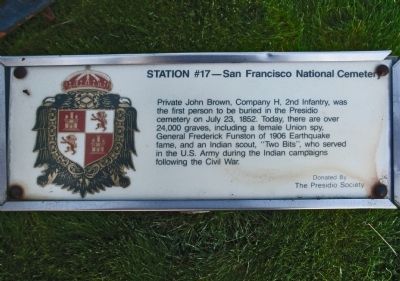 STATION #17—San Francisco National Cemetery
Private John Brown, Company H, 2nd Infantry, was
the first person to be buried in the Presidio
cemetery on July 23, 1852. Today, there are over
24,000 graves, including a female Union spy,
General Frederick Funston of 1906 Earthquake
fame, and an Indian scout, "Two Bits", who served
in the U.S. Army during the Indian campaigns
following the Civil War.
Donated By
The Presidio Society